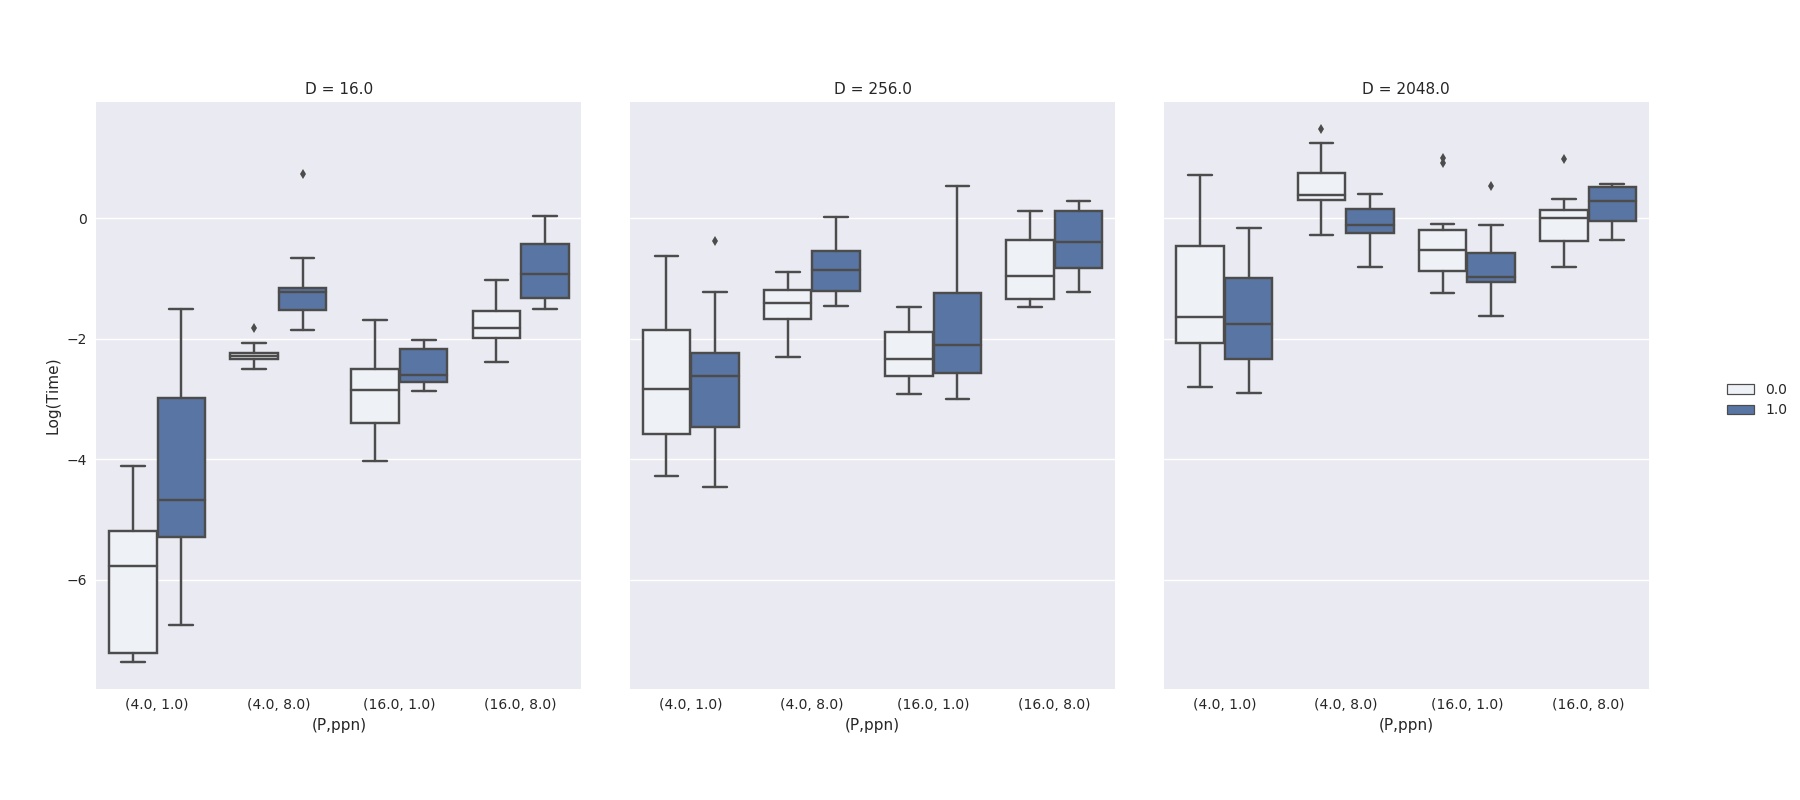 D = 16.0
D = 256.0
D = 2048.0
Log(Time)
0
−2
−4
−6
(4.0, 1.0)
(4.0, 8.0)
(16.0, 1.0)
(16.0, 8.0)
(P,ppn)
(4.0, 1.0)
(4.0, 8.0)
(16.0, 1.0)
(16.0, 8.0)
(P,ppn)
(4.0, 1.0)
(4.0, 8.0)
(16.0, 1.0)
(16.0, 8.0)
(P,ppn)
0.0
1.0